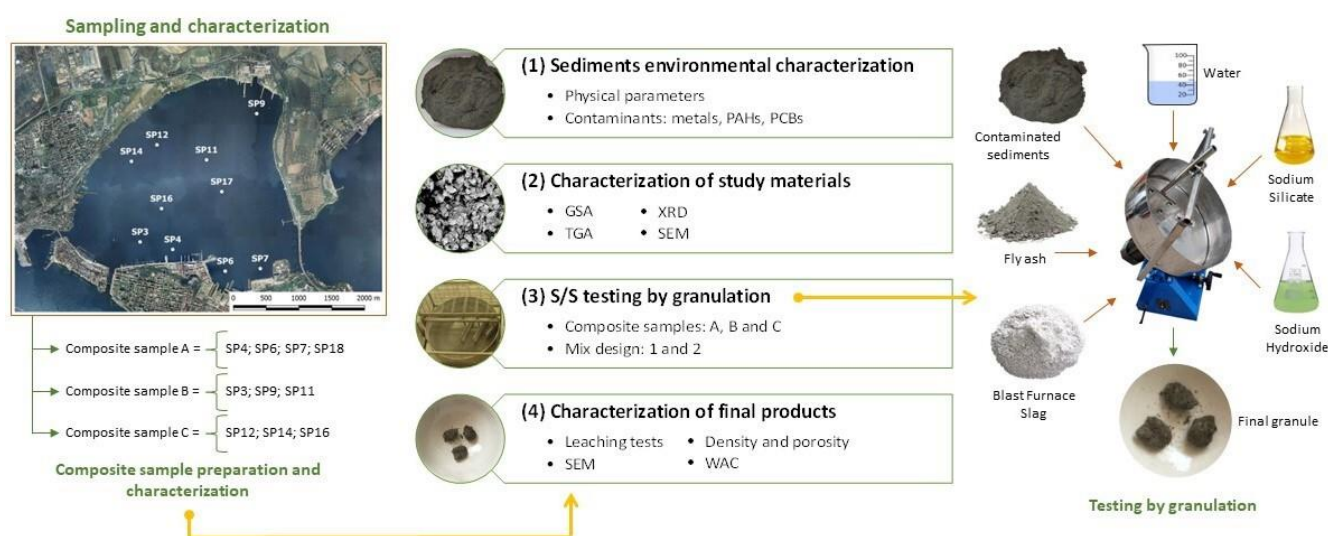 Sampling and characterization
SP9
SP12
SP14
SP11
SP17
SP16
SP3
SP4
SP6
SP7
0 500 1000 1500 2000 m
Composite sample A = SP4; SP6; SP7; SP18
Composite sample B = SP3; SP9; SP11
Composite sample C = SP12; SP14; SP16
Composite sample preparation and
characterization
(1) Sediments environmental characterization
• Physical parameters
• Contaminants: metals, PAHs, PCBs
(2) Characterization of study materials
• GSA • XRD
• TGA • SEM
(3) S/S testing by granulation
• Composite samples: A, B and C
• Mix design: 1 and 2
(4) Characterization of final products
• Leaching tests • Density and porosity
• SEM • WAC
100
80
60
40
20
Water
Contaminated
sediments
Sodium
Silicate
Fly ash
Sodium
Hydroxide
Blast Furnace
Slag
Final granule
Testing by granulation